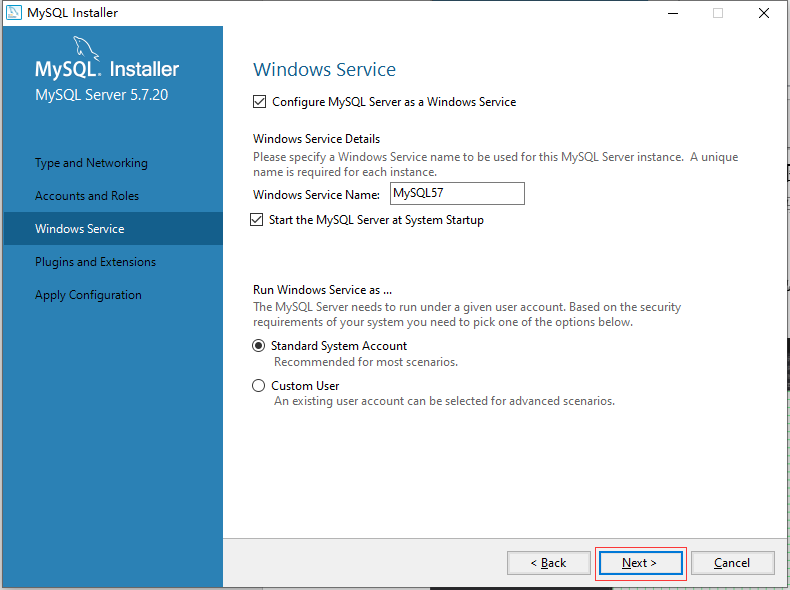 MySQL Installer
MySQL. Installer
MySQL Server 5.7.20
Type and Networking
Accounts and Roles
Windows Service
Plugins and Extensions
Apply Configuration
Windows Service
Configure MySQL Server as a Windows Service
Windows Service Details
Please specify a Windows Service name to be used for this MySQL Server instance. A unique
name is required for each instance.
Windows Service Name: MySQL57
Start the MySQL Server at System Startup
Run Windows Service as ...
The MySQL Server needs to run under a given user account. Based on the security
requirements of your system you need to pick one of the options below.
Standard System Account
Recommended for most scenarios.
Custom User
An existing user account can be selected for advanced scenarios.
< Back Next > Cancel